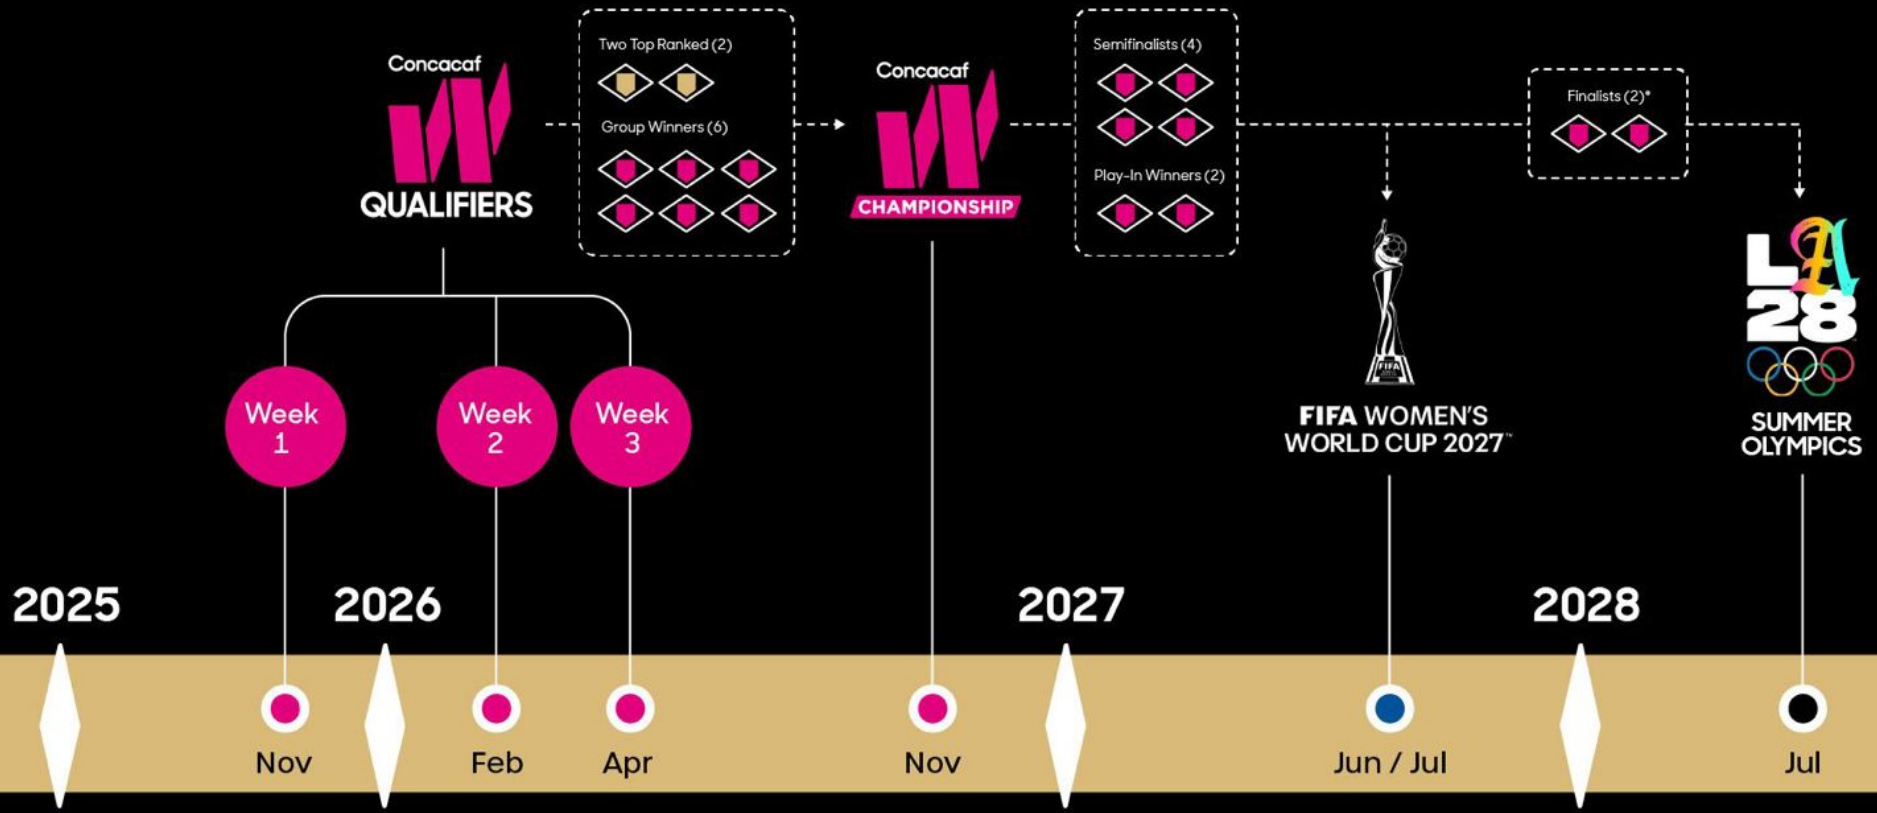 Concacaf
W
QUALIFIERS
Two Top Ranked (2)
Group Winners (6)
Concacaf
W
CHAMPIONSHIP
Semifinalists (4)
Play-In Winners (2)
Finalists (2)*
Week
1
Week
2
Week
3
FIFA
FIFA WOMEN'S
WORLD CUP 2027™
LA
28
SUMMER
OLYMPICS
2025
2026
2027
2028
Nov
Feb
Apr
Nov
Jun / Jul
Jul